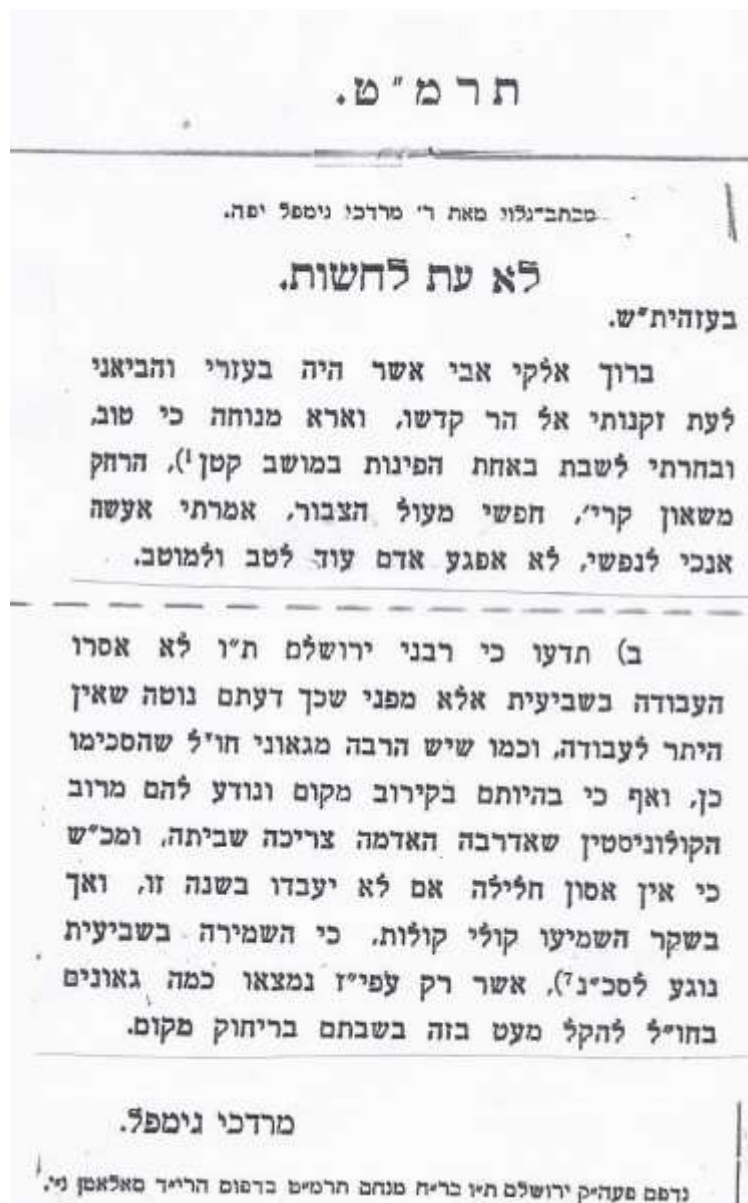 תרמ"ט.
מכתב־גלוי מאת ר' מרדכי גימפל יפה.
לא עת לחשות.
בעזהית"ש.
ברוך אלקי אבי אשר היה בעזרי והביאני
לעת זקנותי אל הר קדשו, וארא מנוחה כי טוב,
ובחרתי לשבת באחת הפינות במושב קטן¹), הרחק
משאון קרי', חפשי מעול הצבור, אמרתי אעשה
אנכי לנפשי, לא אפגע אדם עוד לטב ולמוטב.
ב) תדעו כי רבני ירושלם ת"ו לא אסרו
העבודה בשביעית אלא מפני שכך דעתם נוטה שאין
היתר לעבודה, וכמו שיש הרבה מגאוני חו"ל שהסכימו
כן, ואף כי בהיותם בקירוב מקום ונודע להם מרוב
הקולוניסטין שאדרבה האדמה צריכה שביתה, ומכ"ש
כי אין אסון חלילה אם לא יעבדו בשנה זו, ואך
בשקר השמיעו קולי קולות, כי השמירה בשביעית
נוגע לסכ"נ⁷), אשר רק עפי"ז נמצאו כמה גאונים
בחו"ל להקל מעט בזה בשבתם בריחוק מקום.
מרדכי גימפל.
נדפס פעה"ק ירושלם ת"ו בר"ח מנחם תרמ"ט בדפוס הרי"ד סאלאטן נ"י.